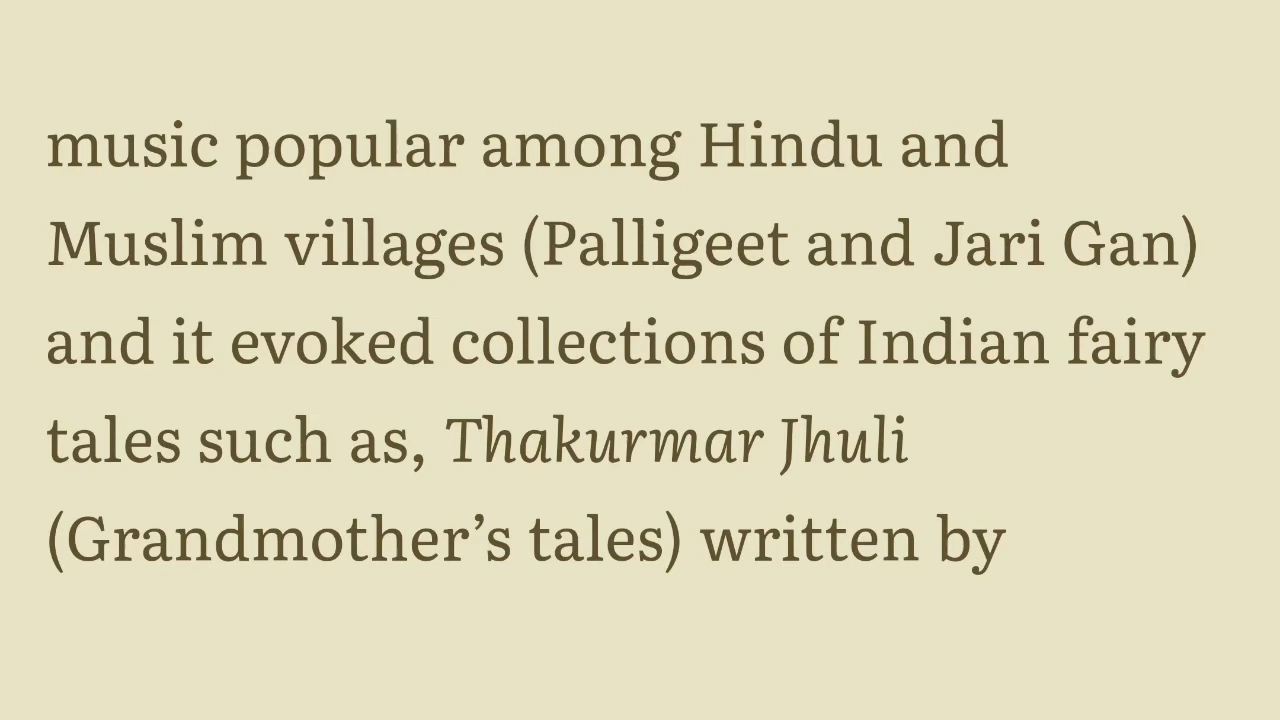 music popular among Hindu and
Muslim villages (Palligeet and Jari Gan)
and it evoked collections of Indian fairy
tales such as, Thakurmar Jhuli
(Grandmother’s tales) written by